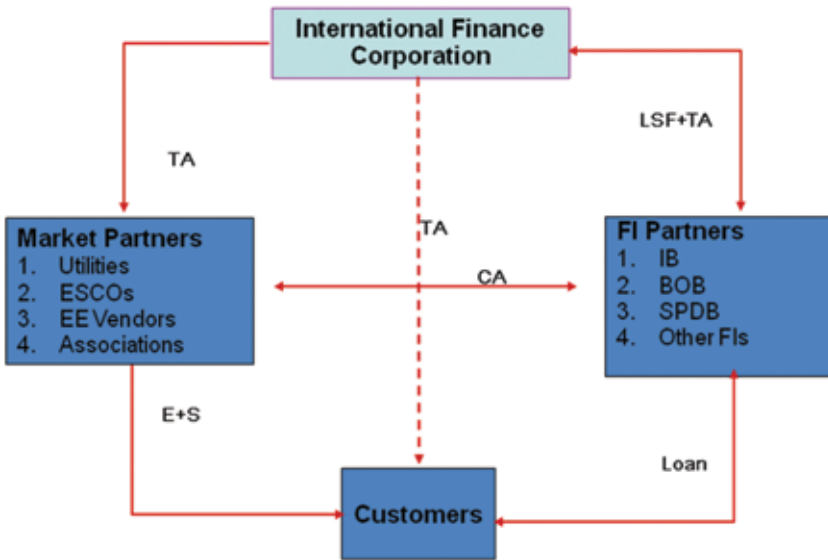 International Finance
Corporation
LSF+TA
TA
Market Partners
1. Utilities
2. ESCOs
3. EE Vendors
4. Associations
TA
CA
FI Partners
1. IB
2. BOB
3. SPDB
4. Other FIs
E+S
Loan
Customers